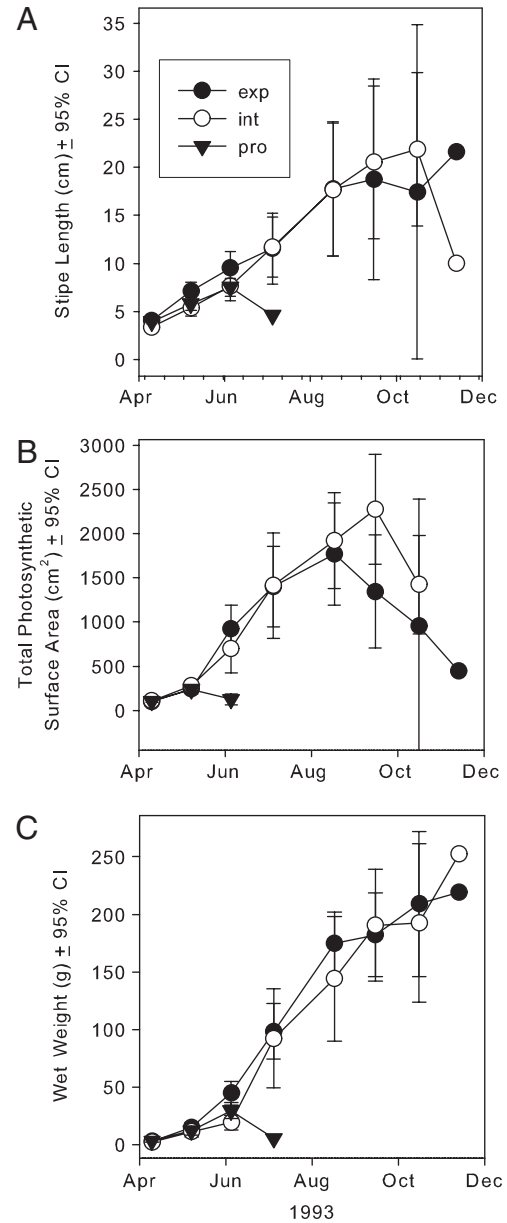 A
Stipe Length (cm) ± 95% CI
35
30
25
20
15
10
5
0
exp
int
pro
Apr Jun Aug Oct Dec
B
Total Photosynthetic
Surface Area (cm²) ± 95% CI
3000
2500
2000
1500
1000
500
0
Apr Jun Aug Oct Dec
C
Wet Weight (g) ± 95% CI
250
200
150
100
50
0
Apr Jun Aug Oct Dec
1993